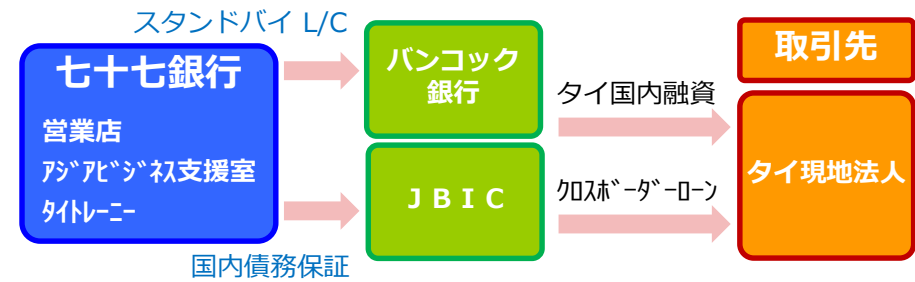 スタンドバイ L/C
七十七銀行
営業店
ｱｼﾞｱﾋﾞｼﾞﾈｽ支援室
ﾀｲﾄﾚｰﾆｰ
国内債務保証
バンコック
銀行
ＪＢＩＣ
タイ国内融資
ｸﾛｽﾎﾞｰﾀﾞｰﾛｰﾝ
取引先
タイ現地法人